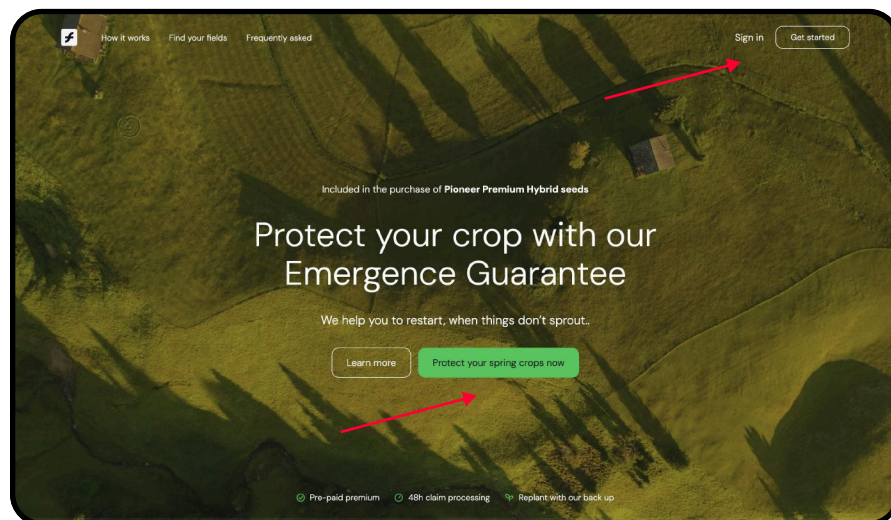 How it works Find your fields Frequently asked Sign in Get started
Included in the purchase of Pioneer Premium Hybrid seeds
Protect your crop with our
Emergence Guarantee
We help you to restart, when things don't sprout..
Learn more Protect your spring crops now
Pre-paid premium 48h claim processing Replant with our back up